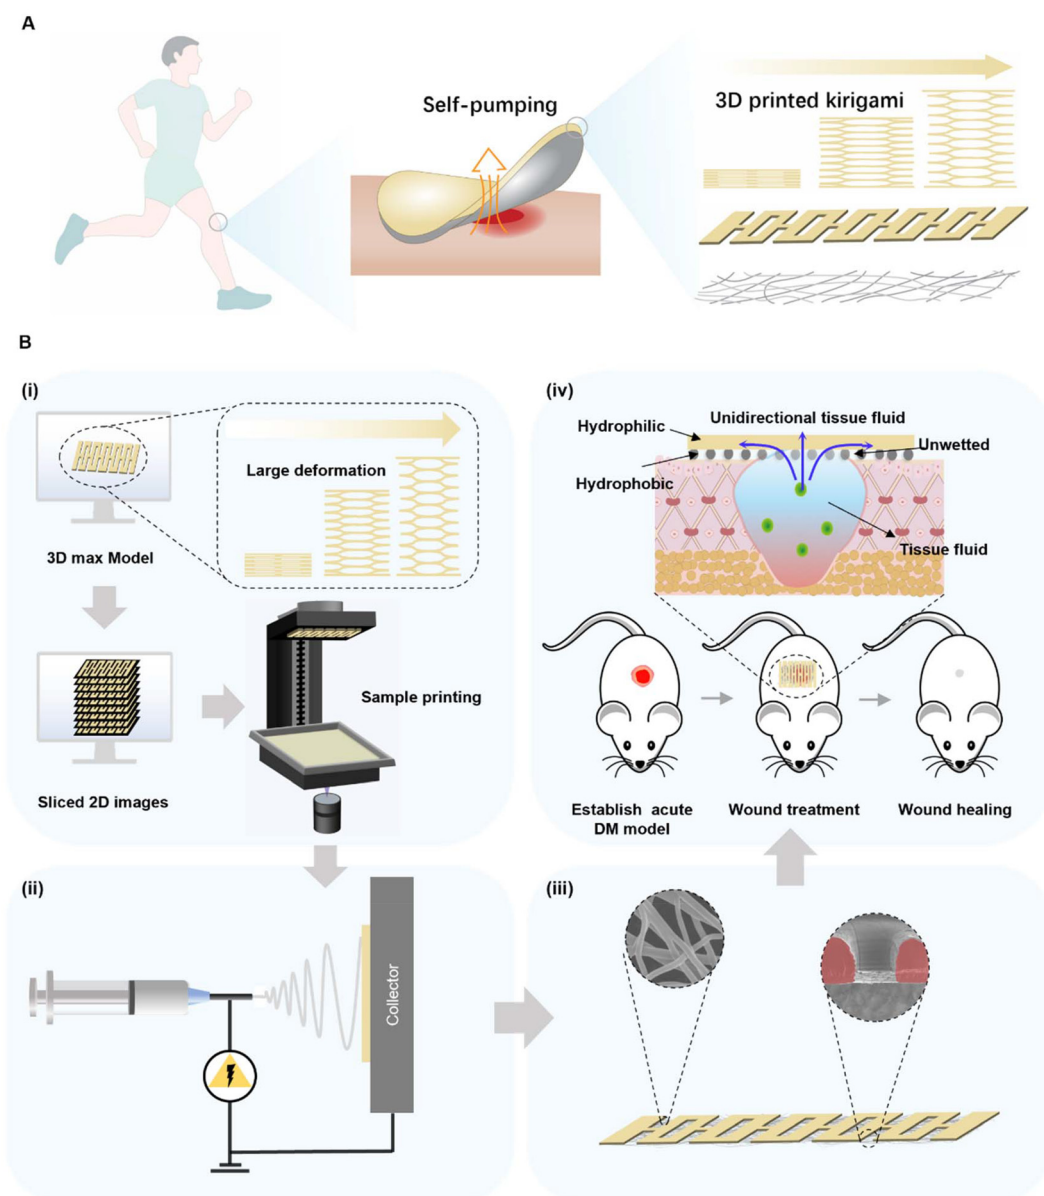 A
Self-pumping
3D printed kirigami
B
(i)
Large deformation
3D max Model
Sample printing
Sliced 2D images
(iv)
Unidirectional tissue fluid
Hydrophilic
Unwetted
Hydrophobic
Tissue fluid
Establish acute
DM model
Wound treatment
Wound healing
(ii)
Collector
(iii)